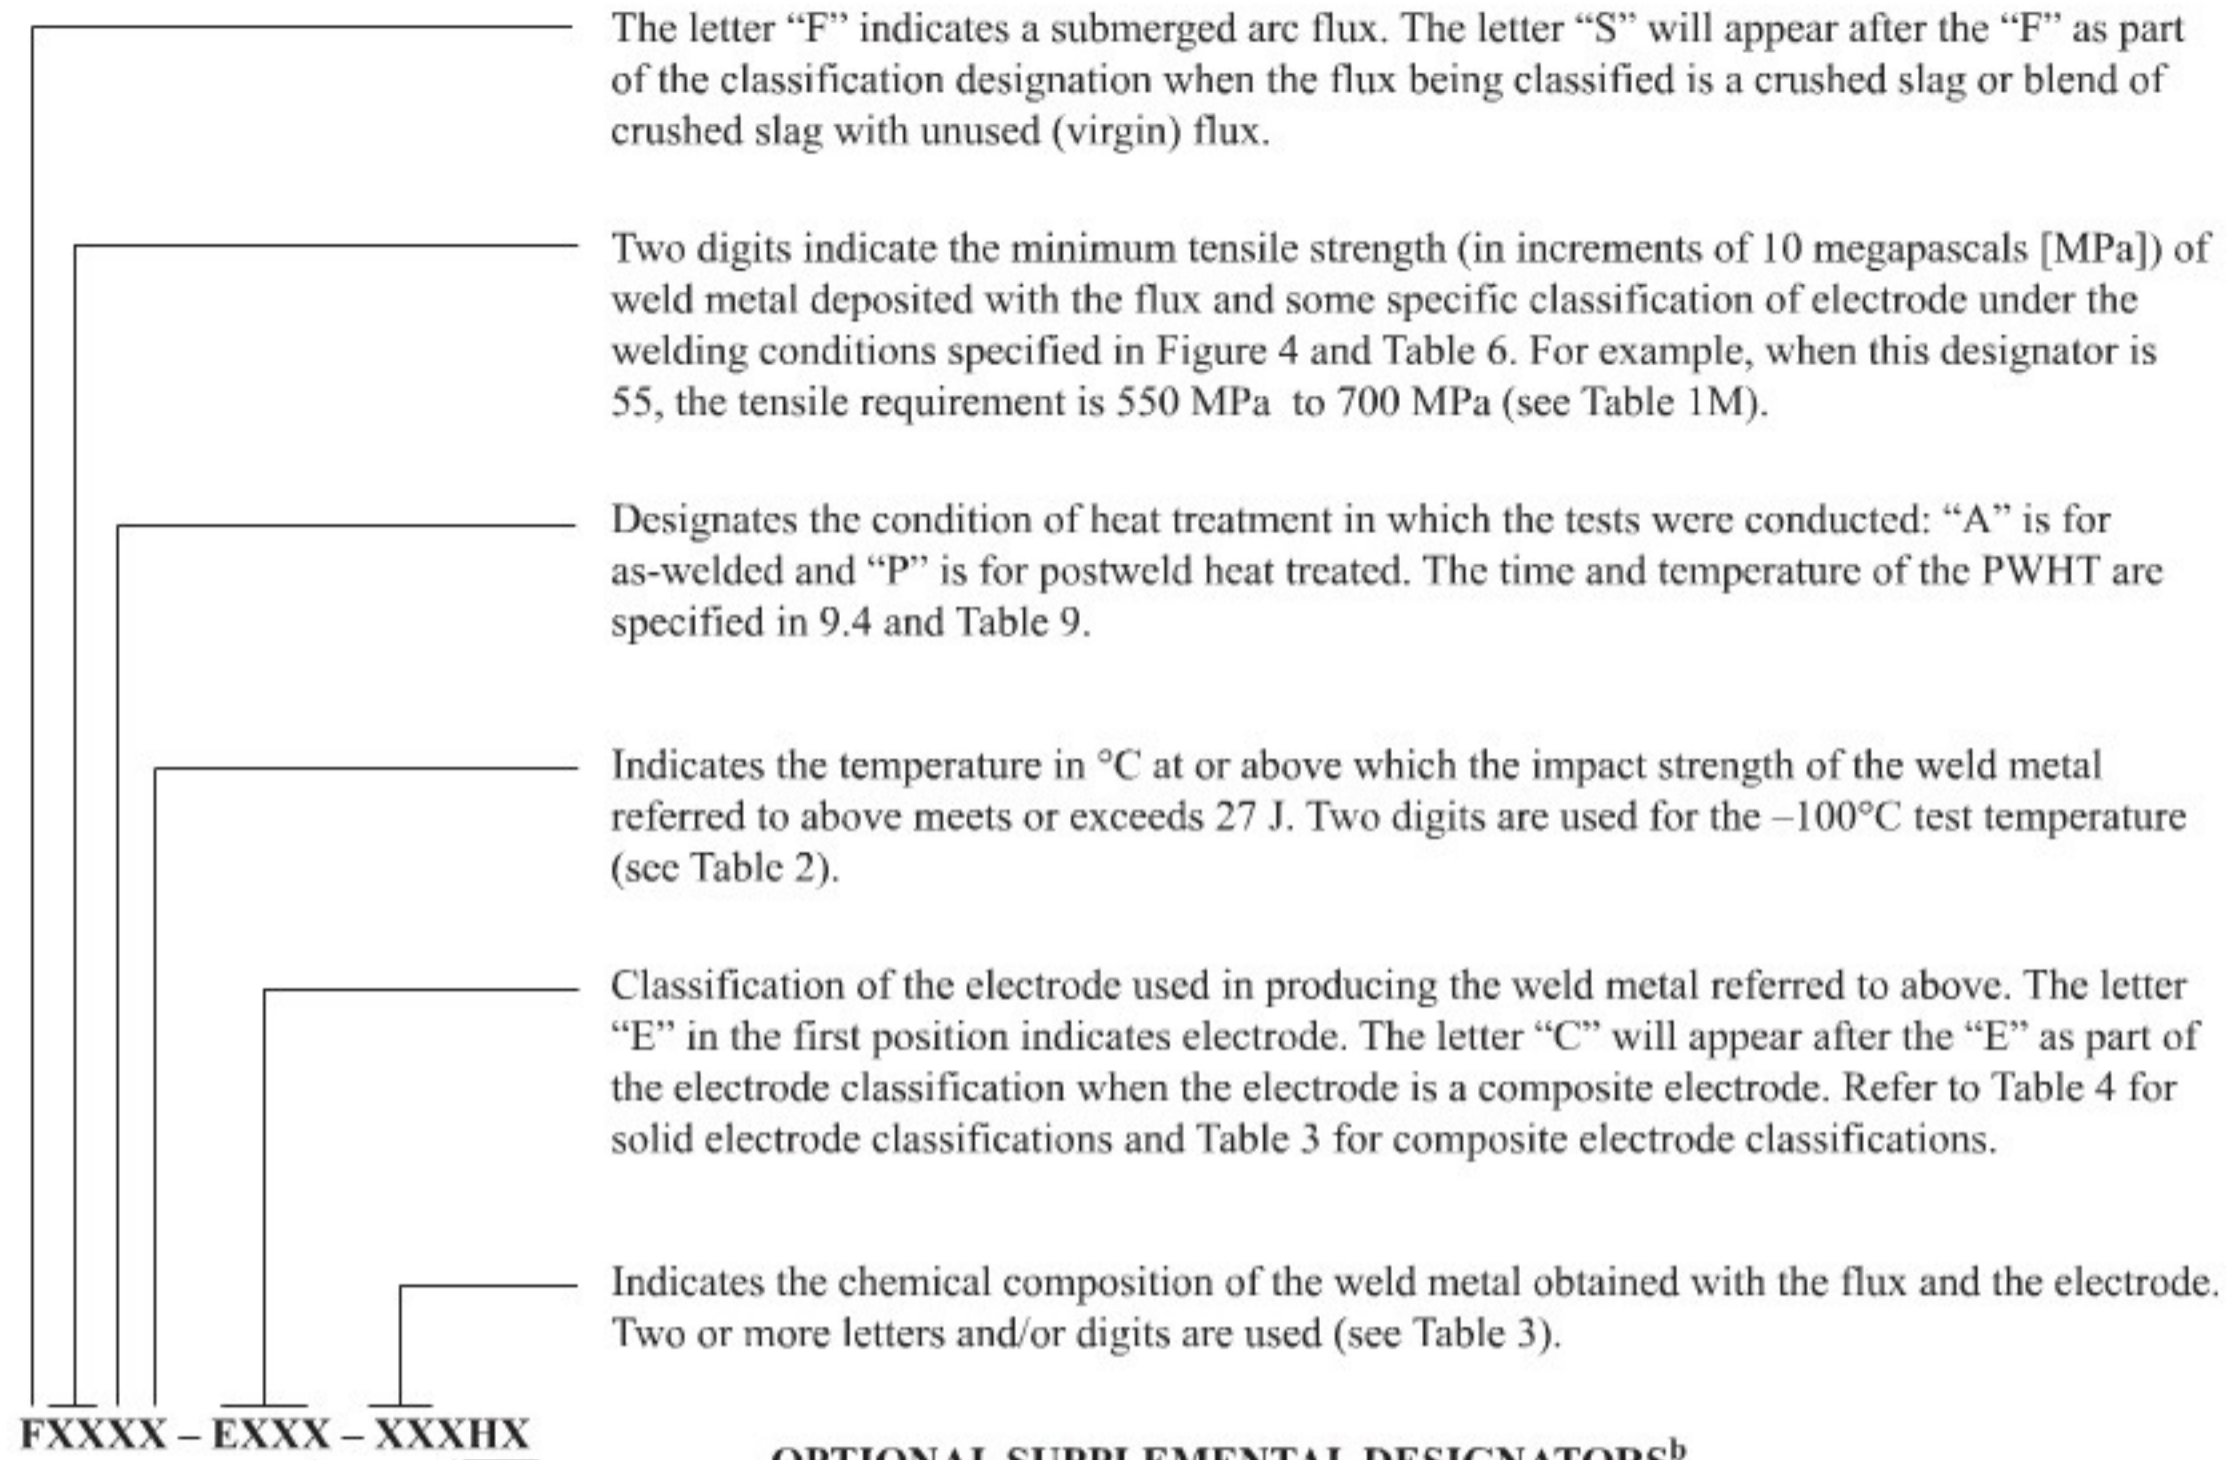 The letter “F” indicates a submerged arc flux. The letter “S” will appear after the “F” as part
of the classification designation when the flux being classified is a crushed slag or blend of
crushed slag with unused (virgin) flux.
Two digits indicate the minimum tensile strength (in increments of 10 megapascals [MPa]) of
weld metal deposited with the flux and some specific classification of electrode under the
welding conditions specified in Figure 4 and Table 6. For example, when this designator is
55, the tensile requirement is 550 MPa to 700 MPa (see Table 1M).
Designates the condition of heat treatment in which the tests were conducted: “A” is for
as-welded and “P” is for postweld heat treated. The time and temperature of the PWHT are
specified in 9.4 and Table 9.
Indicates the temperature in °C at or above which the impact strength of the weld metal
referred to above meets or exceeds 27 J. Two digits are used for the –100°C test temperature
(see Table 2).
Classification of the electrode used in producing the weld metal referred to above. The letter
“E” in the first position indicates electrode. The letter “C” will appear after the “E” as part of
the electrode classification when the electrode is a composite electrode. Refer to Table 4 for
solid electrode classifications and Table 3 for composite electrode classifications.
Indicates the chemical composition of the weld metal obtained with the flux and the electrode.
Two or more letters and/or digits are used (see Table 3).
FXXXX – EXXX – XXXHX
OPTIONAL SUPPLEMENTAL DESIGNATORSᵇ